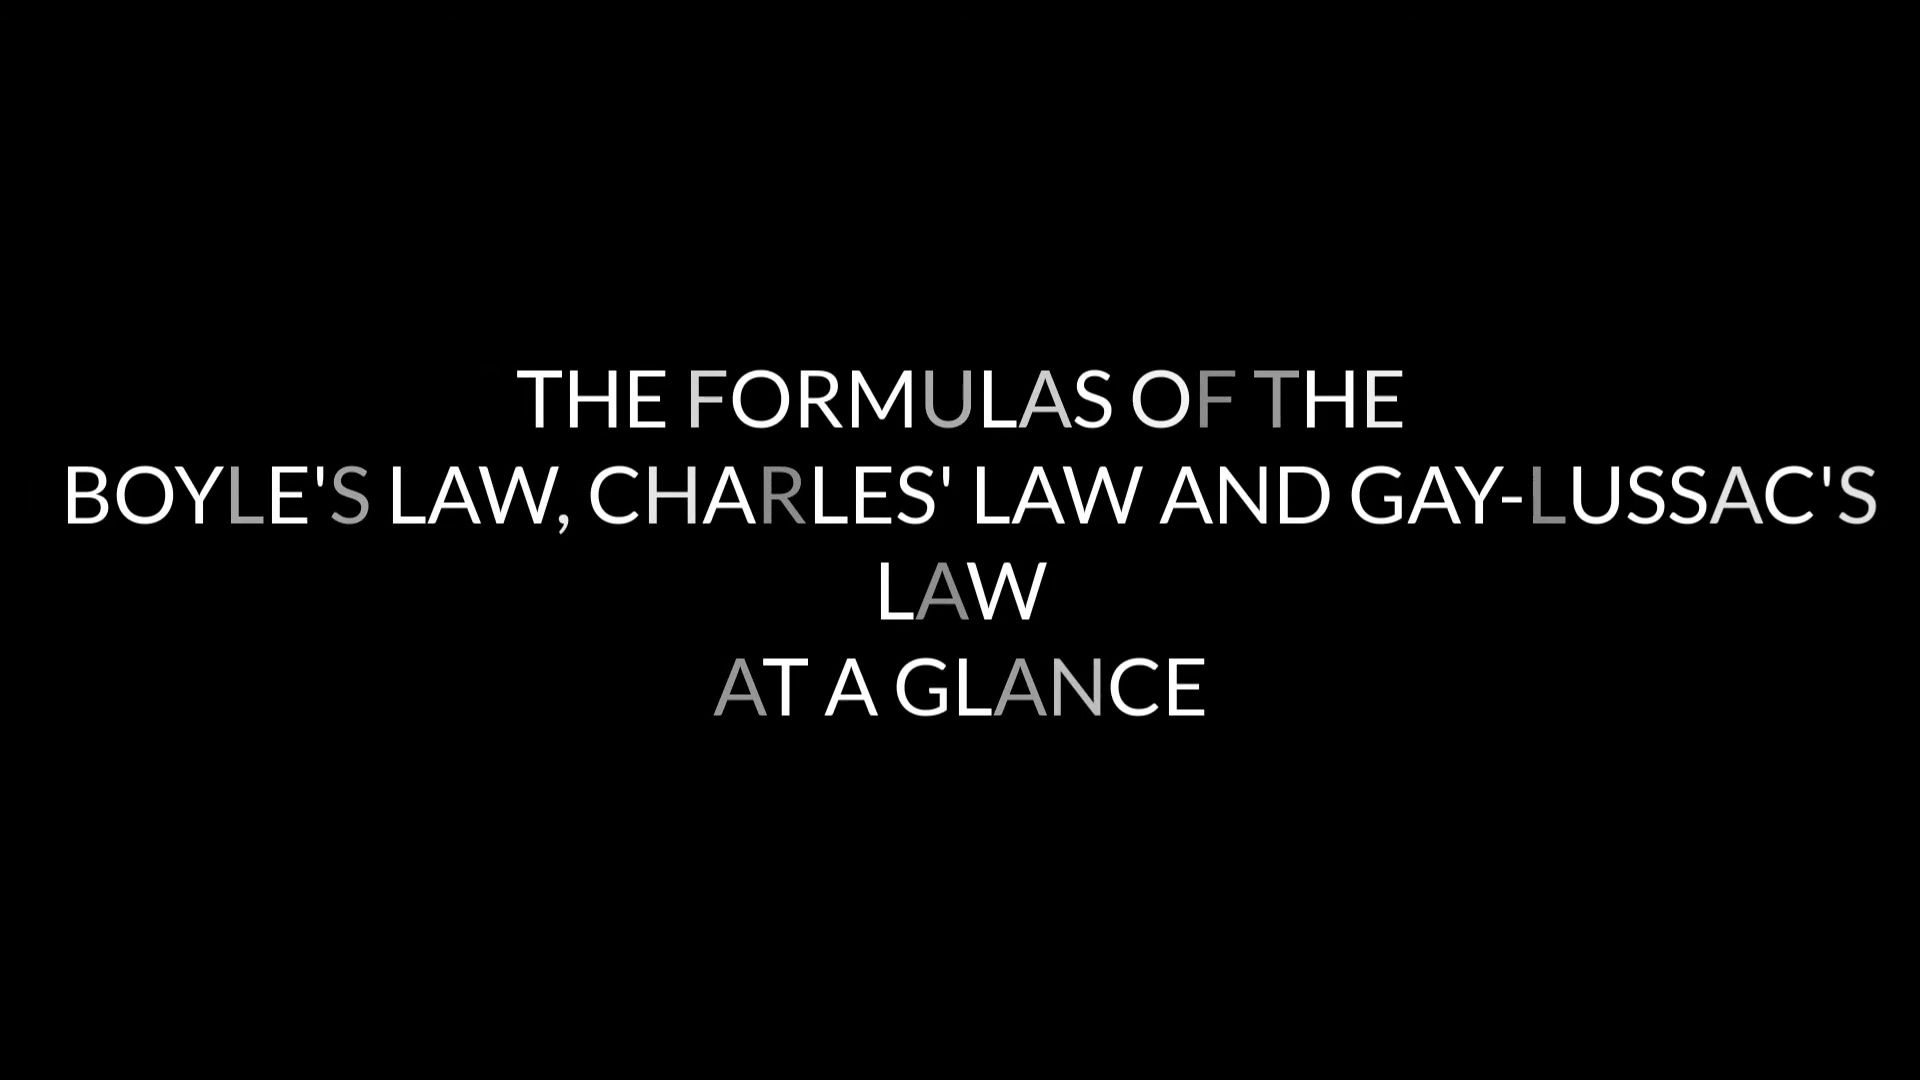 THE FORMULAS OF THE
BOYLE'S LAW, CHARLES' LAW AND GAY-LUSSAC'S
LAW
AT A GLANCE